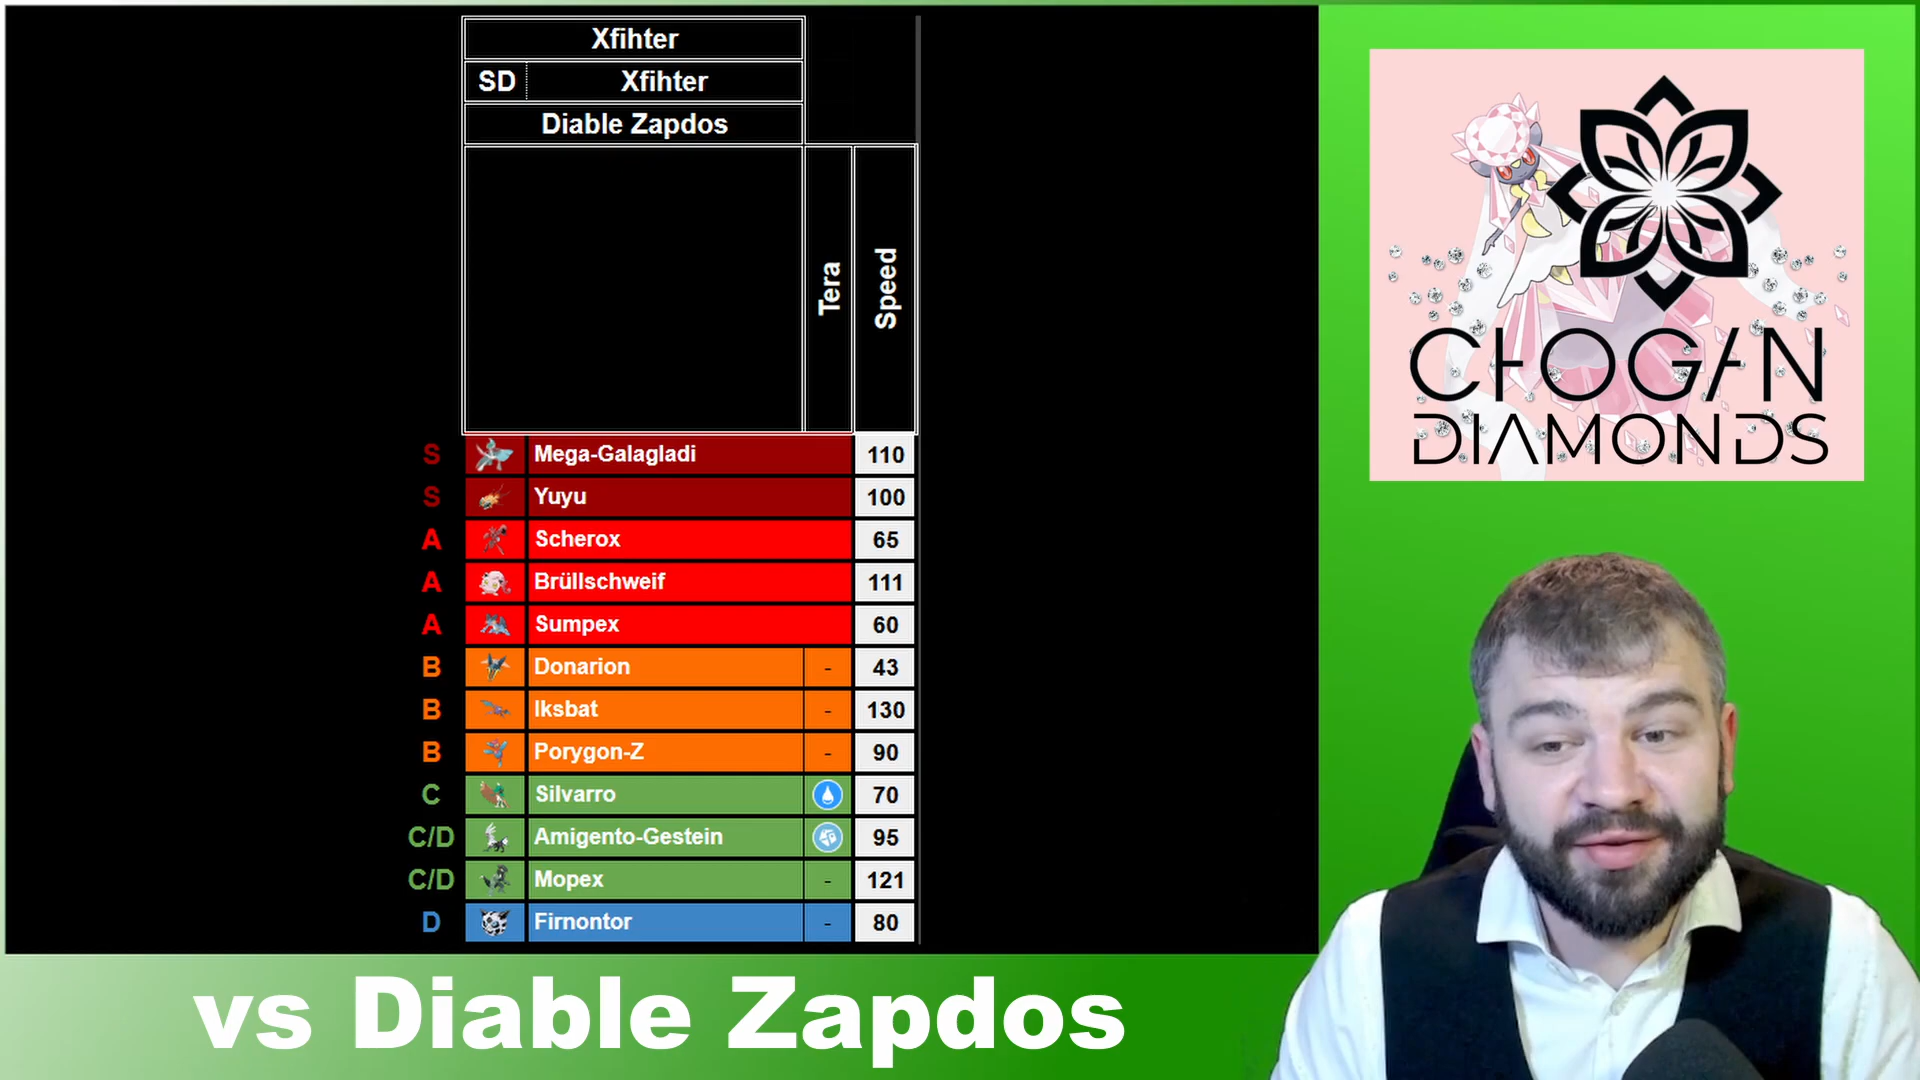 Xfihter
SD Xfihter
Diable Zapdos
Tera
Speed
S Mega-Galagladi 110
S Yuyu 100
A Scherox 65
A Brüllschweif 111
A Sumpex 60
B Donarion - 43
B Iksbat - 130
B Porygon-Z - 90
C Silvarro 70
C/D Amigento-Gestein 95
C/D Mopex - 121
D Firnontor - 80
CHOGAN
DIAMONDS
vs Diable Zapdos